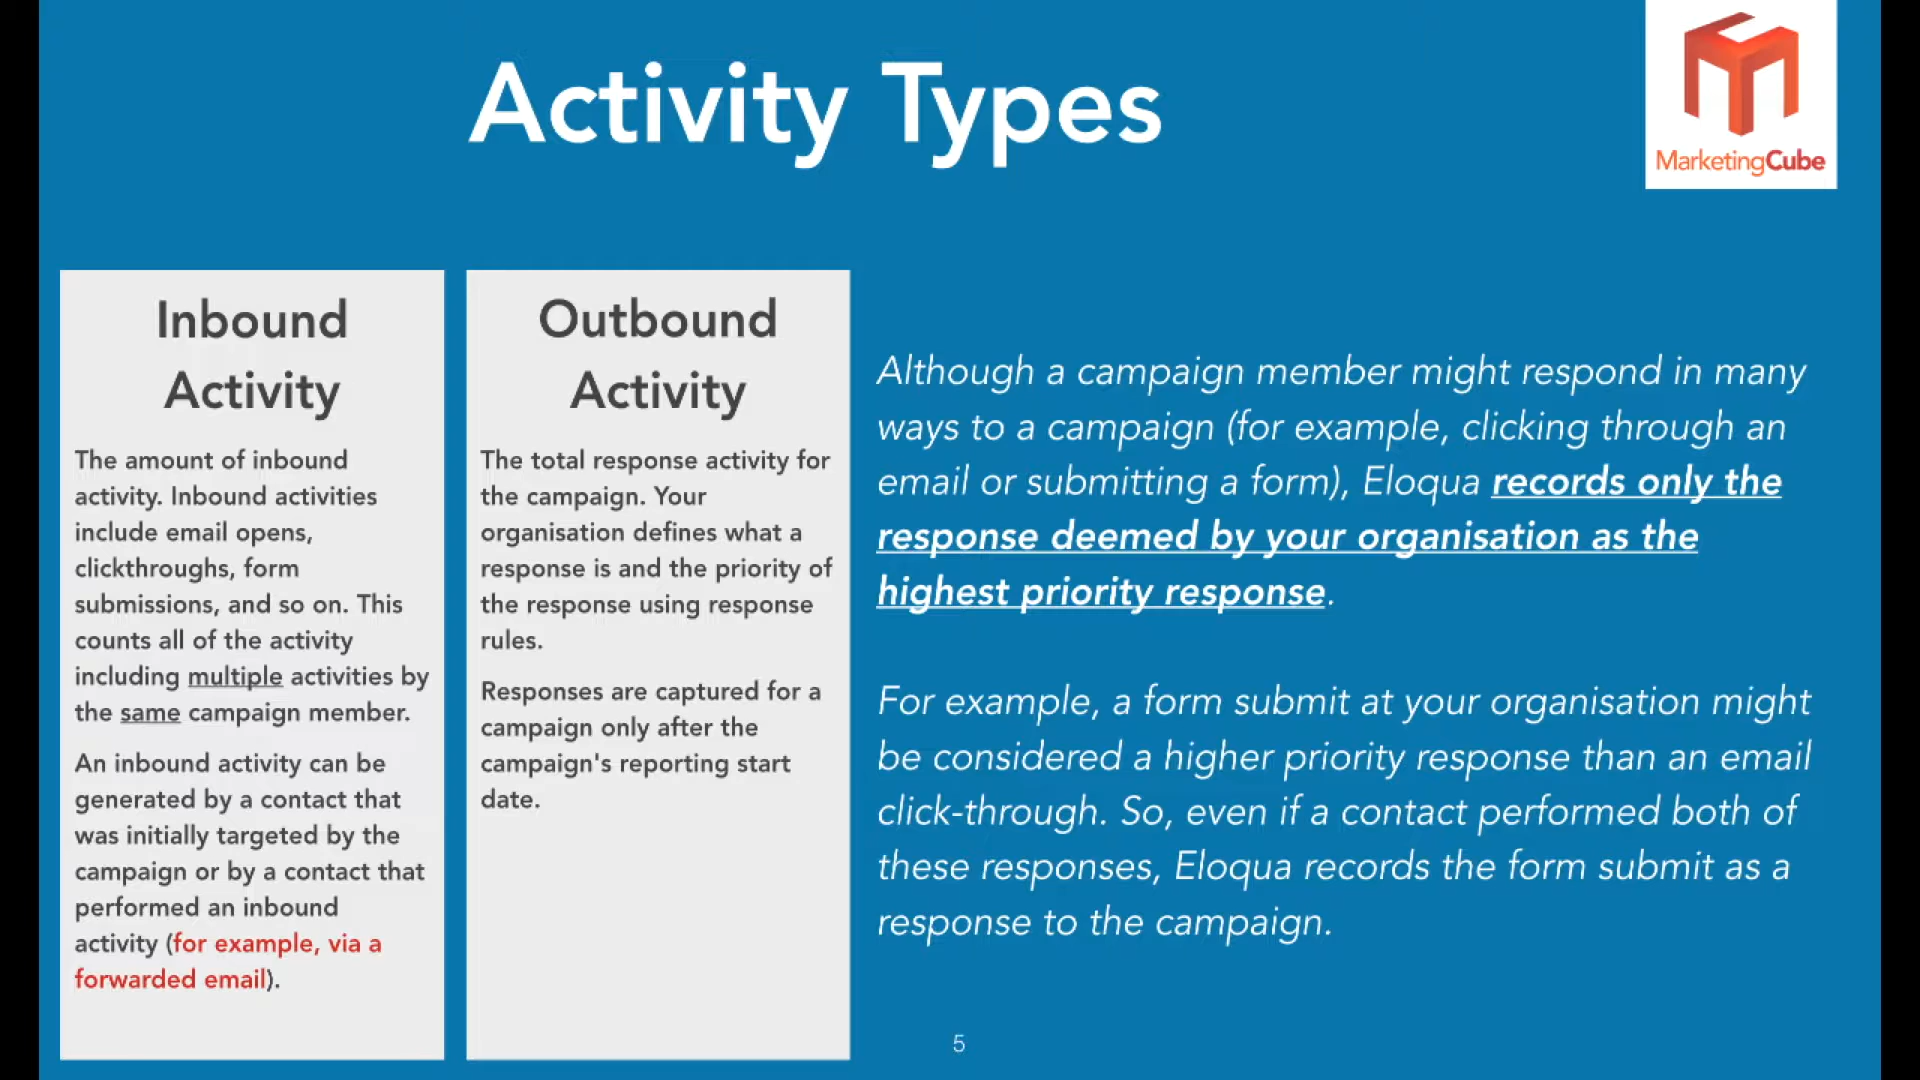 Activity Types
MarketingCube
Inbound
Activity
The amount of inbound
activity. Inbound activities
include email opens,
clickthroughs, form
submissions, and so on. This
counts all of the activity
including multiple activities by
the same campaign member.
An inbound activity can be
generated by a contact that
was initially targeted by the
campaign or by a contact that
performed an inbound
activity (for example, via a
forwarded email).
Outbound
Activity
The total response activity for
the campaign. Your
organisation defines what a
response is and the priority of
the response using response
rules.
Responses are captured for a
campaign only after the
campaign's reporting start
date.
Although a campaign member might respond in many
ways to a campaign (for example, clicking through an
email or submitting a form), Eloqua records only the
response deemed by your organisation as the
highest priority response.
For example, a form submit at your organisation might
be considered a higher priority response than an email
click-through. So, even if a contact performed both of
these responses, Eloqua records the form submit as a
response to the campaign.
5